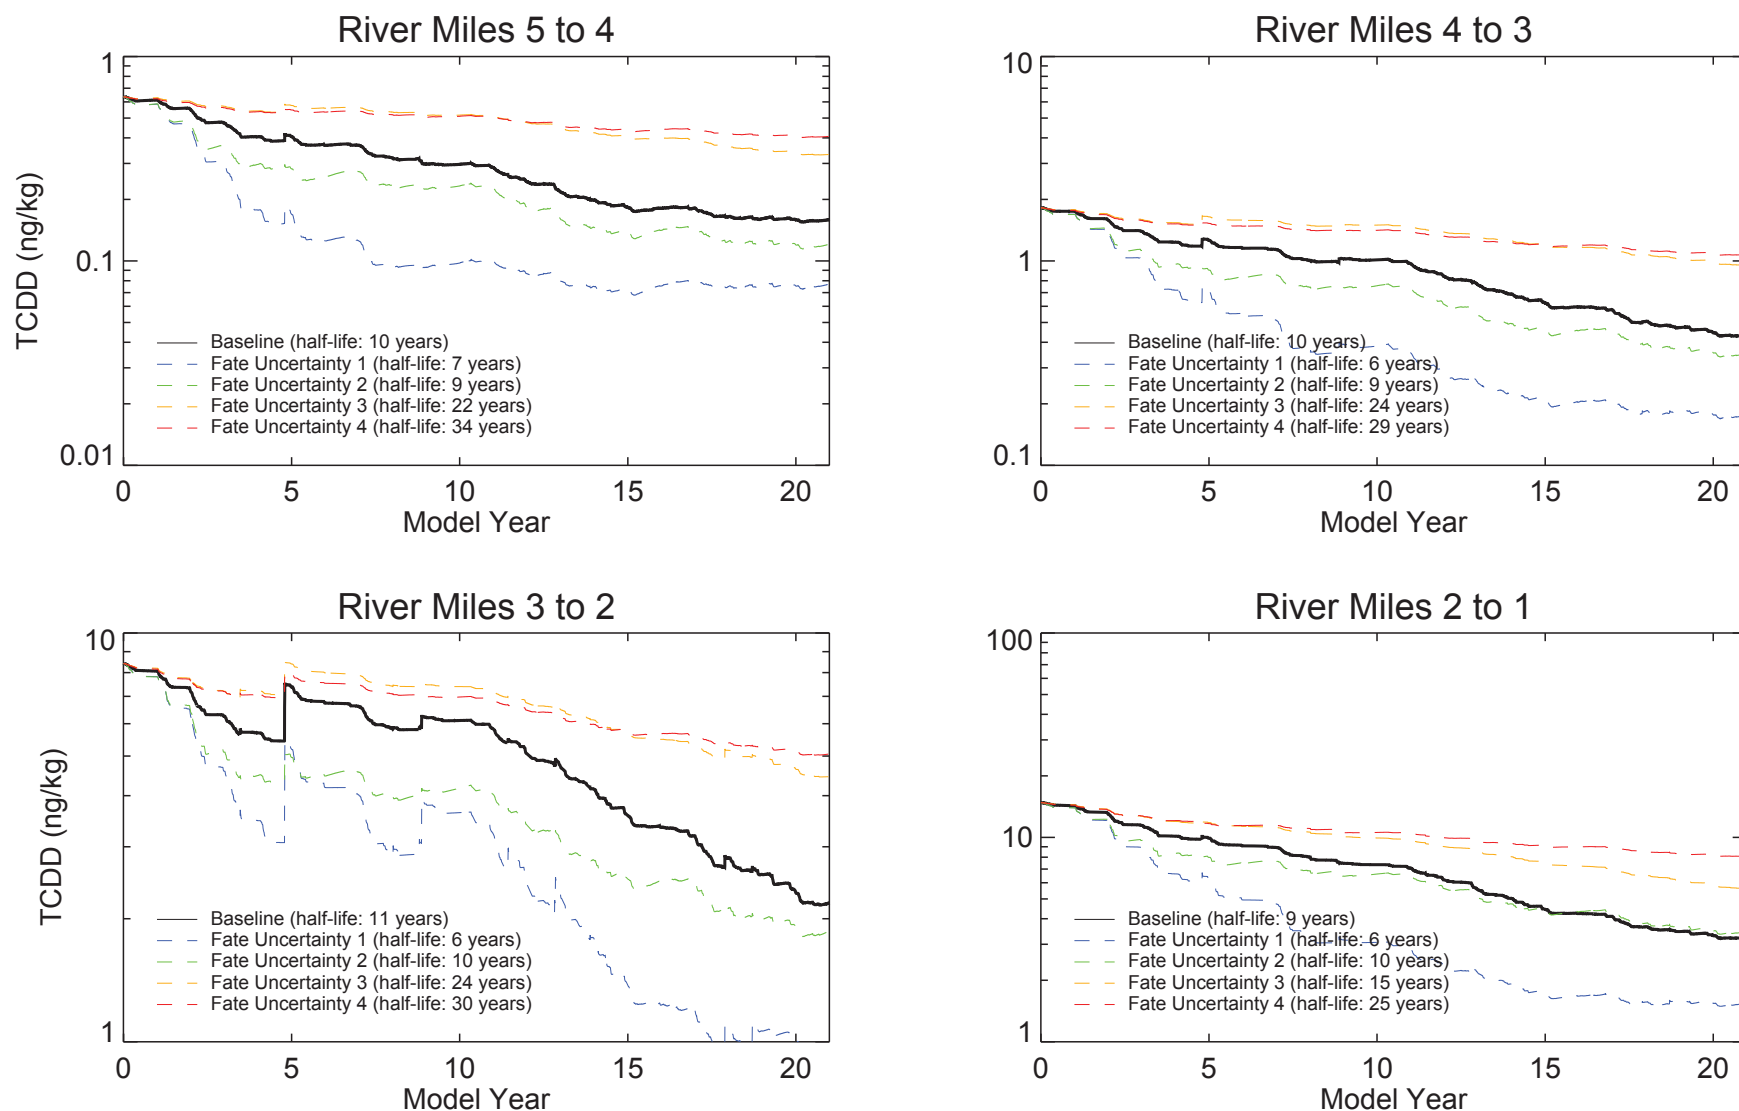 River Miles 5 to 4
1
0.1
0.01
TCDD (ng/kg)
Baseline (half-life: 10 years)
Fate Uncertainty 1 (half-life: 7 years)
Fate Uncertainty 2 (half-life: 9 years)
Fate Uncertainty 3 (half-life: 22 years)
Fate Uncertainty 4 (half-life: 34 years)
0 5 10 15 20
Model Year
River Miles 4 to 3
10
1
0.1
Baseline (half-life: 10 years)
Fate Uncertainty 1 (half-life: 6 years)
Fate Uncertainty 2 (half-life: 9 years)
Fate Uncertainty 3 (half-life: 24 years)
Fate Uncertainty 4 (half-life: 29 years)
0 5 10 15 20
Model Year
River Miles 3 to 2
10
1
TCDD (ng/kg)
Baseline (half-life: 11 years)
Fate Uncertainty 1 (half-life: 6 years)
Fate Uncertainty 2 (half-life: 10 years)
Fate Uncertainty 3 (half-life: 24 years)
Fate Uncertainty 4 (half-life: 30 years)
0 5 10 15 20
Model Year
River Miles 2 to 1
100
10
1
Baseline (half-life: 9 years)
Fate Uncertainty 1 (half-life: 6 years)
Fate Uncertainty 2 (half-life: 10 years)
Fate Uncertainty 3 (half-life: 15 years)
Fate Uncertainty 4 (half-life: 25 years)
0 5 10 15 20
Model Year